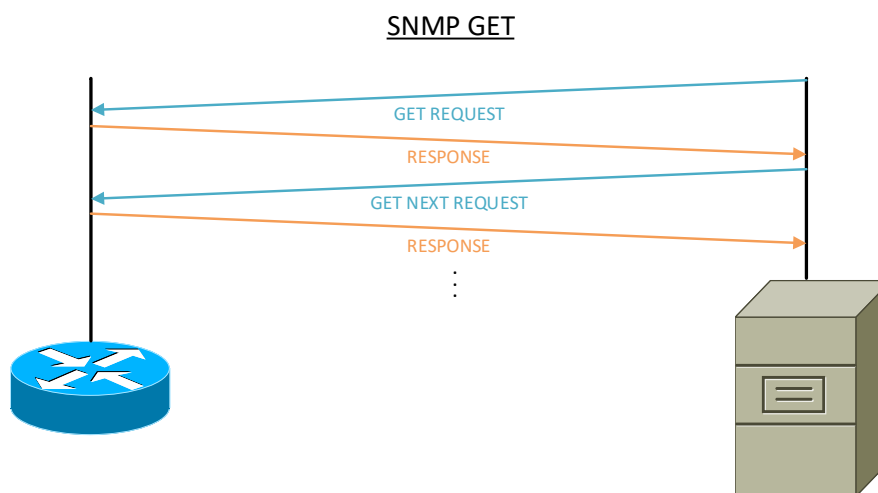 SNMP GET
GET REQUEST
RESPONSE
GET NEXT REQUEST
RESPONSE